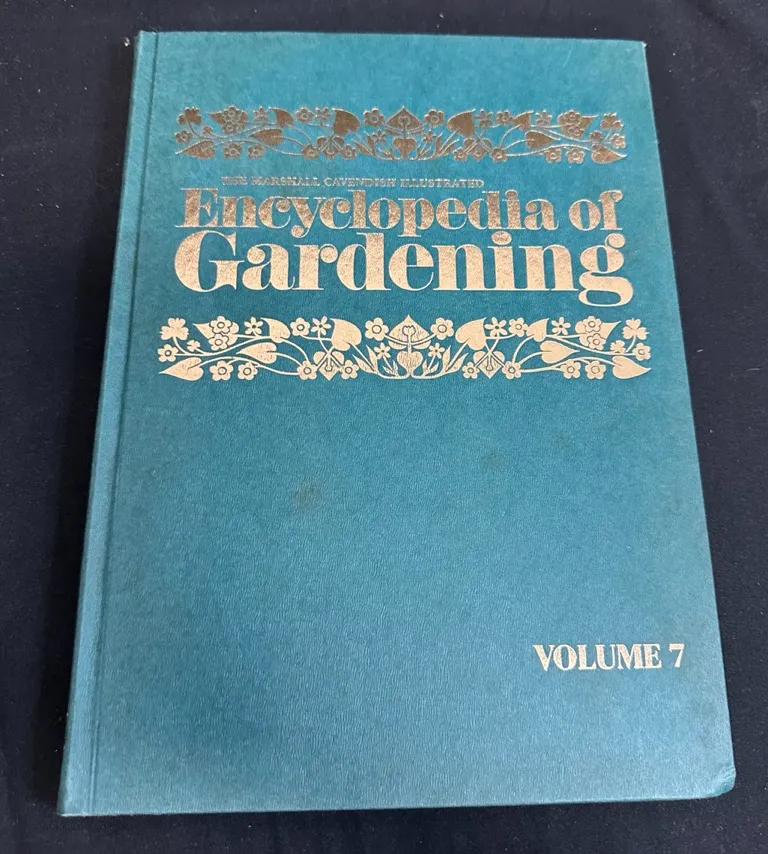 THE MARSHALL CAVENDISH ILLUSTRATED
Encyclopedia of
Gardening
VOLUME 7